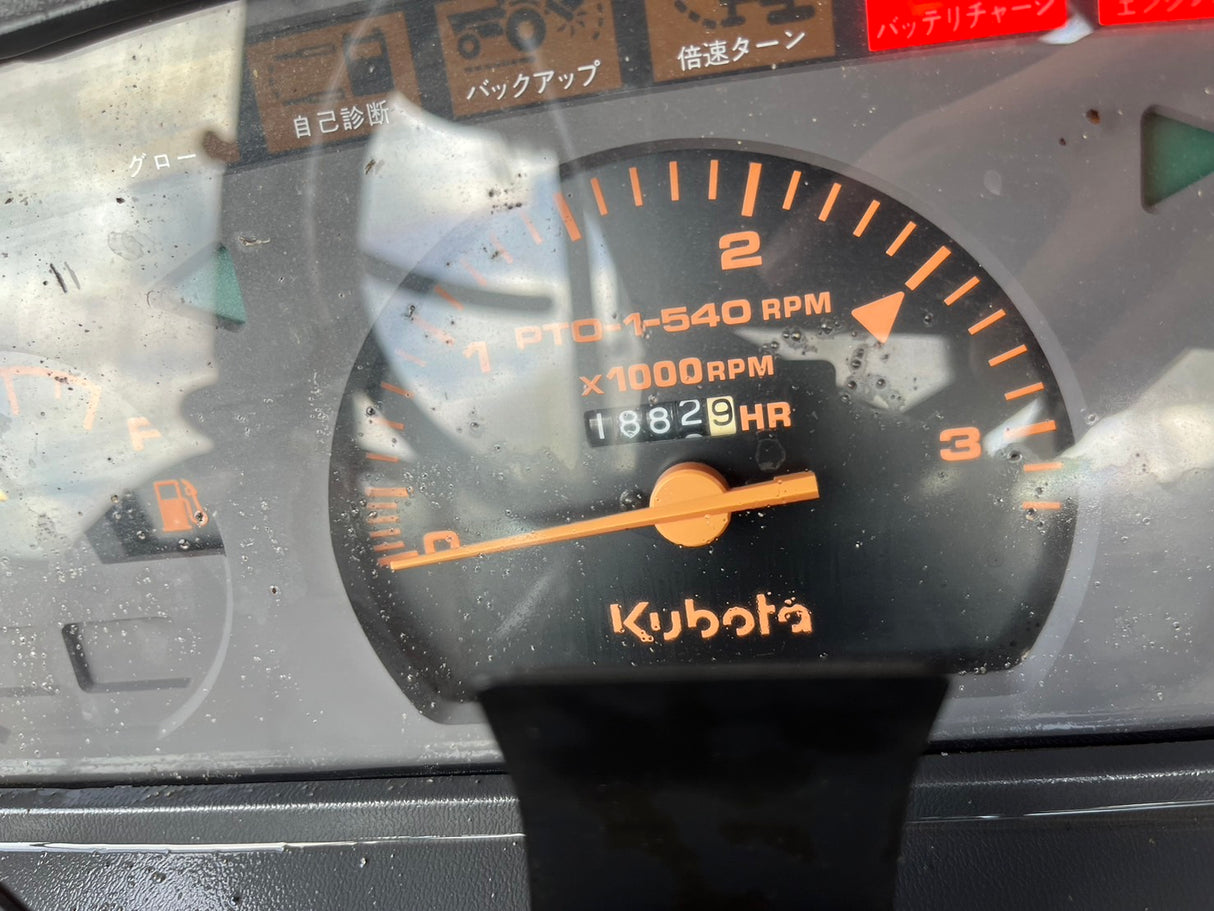 バッテリチャージ
倍速ターン
バックアップ
自己診断
グロー
2
PTO-1-540 RPM
1
×1000RPM
18829 HR
3
F
0
Kubota